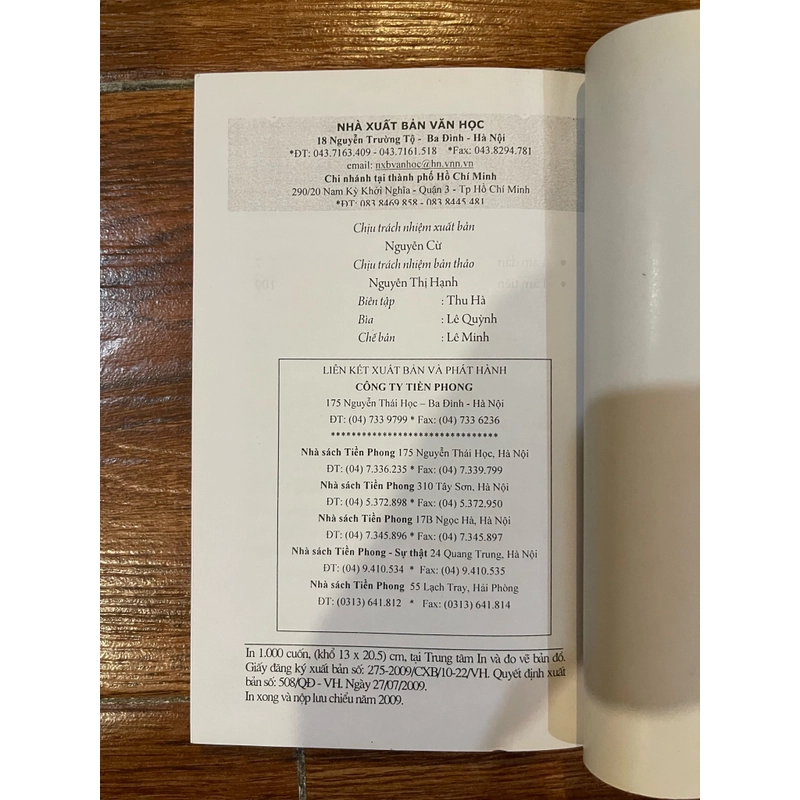 NHÀ XUẤT BẢN VĂN HỌC
18 Nguyễn Trường Tộ - Ba Đình - Hà Nội
*ĐT: 043.7163.409 - 043.7161.518 *Fax: 043.8294.781
email: nxbvanhoc@hn.vnn.vn
Chi nhánh tại thành phố Hồ Chí Minh
290/20 Nam Kỳ Khởi Nghĩa - Quận 3 - Tp Hồ Chí Minh
*ĐT: 083.8469.858 - 083.8445.481
Chịu trách nhiệm xuất bản
Nguyễn Cừ
Chịu trách nhiệm bản thảo
Nguyễn Thị Hạnh
Biên tập : Thu Hà
Bìa : Lê Quỳnh
Chế bản : Lê Minh
LIÊN KẾT XUẤT BẢN VÀ PHÁT HÀNH
CÔNG TY TIỀN PHONG
175 Nguyễn Thái Học – Ba Đình - Hà Nội
ĐT: (04) 733 9799 * Fax: (04) 733 6236
********************************
Nhà sách Tiền Phong 175 Nguyễn Thái Học, Hà Nội
ĐT: (04) 7.336.235 * Fax: (04) 7.339.799
Nhà sách Tiền Phong 310 Tây Sơn, Hà Nội
ĐT: (04) 5.372.898 * Fax: (04) 5.372.950
Nhà sách Tiền Phong 17B Ngọc Hà, Hà Nội
ĐT: (04) 7.345.896 * Fax: (04) 7.345.897
Nhà sách Tiền Phong - Sự thật 24 Quang Trung, Hà Nội
ĐT: (04) 9.410.534 * Fax: (04) 9.410.535
Nhà sách Tiền Phong 55 Lạch Tray, Hải Phòng
ĐT: (0313) 641.812 * Fax: (0313) 641.814
In 1.000 cuốn, (khổ 13 x 20,5) cm, tại Trung tâm In và đo vẽ bản đồ.
Giấy đăng ký xuất bản số: 275-2009/CXB/10-22/VH. Quyết định xuất
bản số: 508/QĐ - VH. Ngày 27/07/2009.
In xong và nộp lưu chiểu năm 2009.